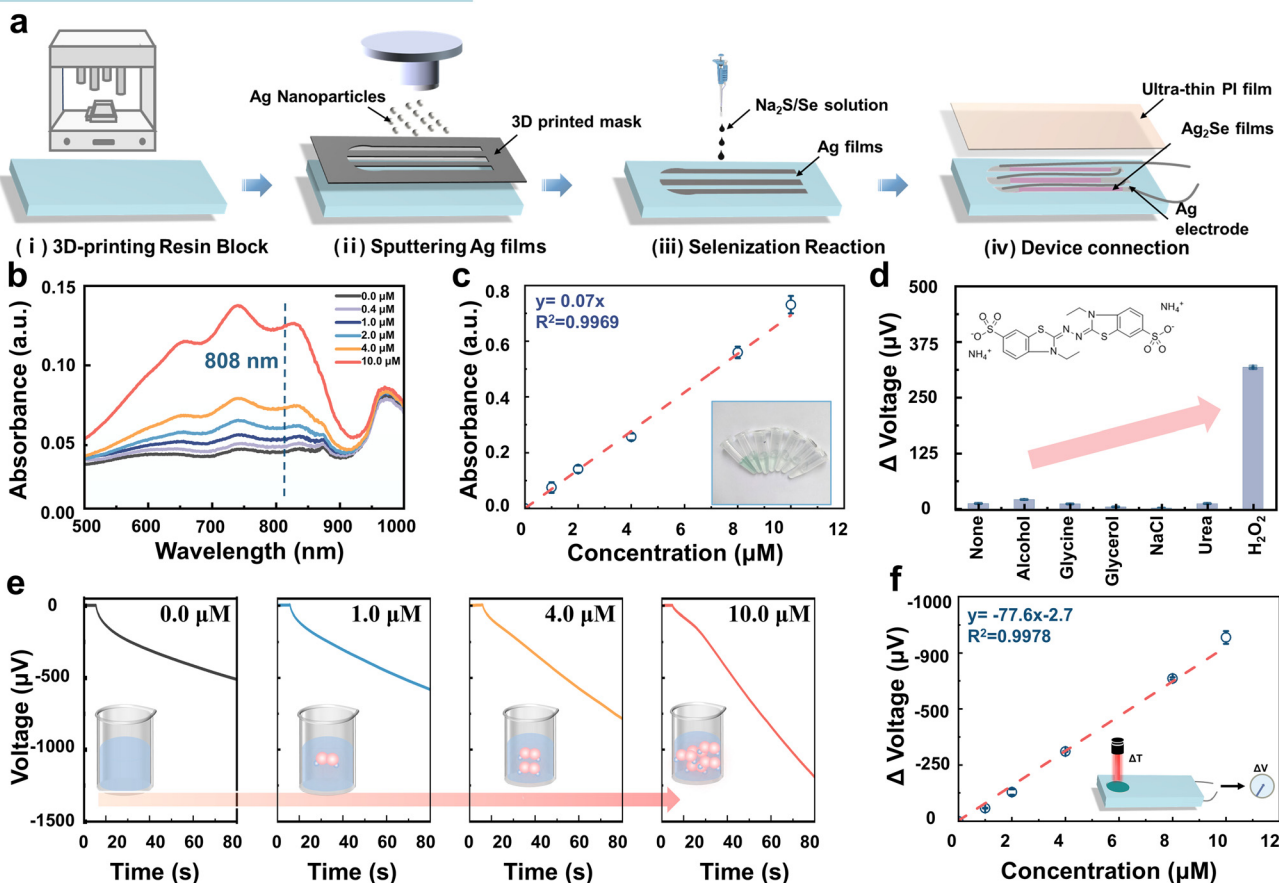 a
Ag Nanoparticles
3D printed mask
Na₂S/Se solution
Ag films
Ultra-thin PI film
Ag₂Se films
Ag
electrode
(i) 3D-printing Resin Block
(ii) Sputtering Ag films
(iii) Selenization Reaction
(iv) Device connection
b
Absorbance (a.u.)
0.15
0.10
0.05
0.00
500
600
700
800
900
1000
Wavelength (nm)
808 nm
0.0 μM
0.4 μM
1.0 μM
2.0 μM
4.0 μM
10.0 μM
c
Absorbance (a.u.)
0.8
0.6
0.4
0.2
0.0
0
2
4
6
8
10
12
Concentration (μM)
y= 0.07x
R²=0.9969
d
Δ Voltage (μV)
500
375
250
125
0
None
Alcohol
Glycine
Glycerol
NaCl
Urea
H₂O₂
NH₄⁺
NH₄⁺
O
O⁻
S
O
S
N
N
N
S
N
O
S
O⁻
O
e
Voltage (μV)
0
-500
-1000
-1500
0.0 μM
1.0 μM
4.0 μM
10.0 μM
0 20 40 60 80
0 20 40 60 80
0 20 40 60 80
0 20 40 60 80
Time (s)
Time (s)
Time (s)
Time (s)
f
Δ Voltage (μV)
-1000
-900
-500
-250
0
0
2
4
6
8
10
12
Concentration (μM)
y= -77.6x-2.7
R²=0.9978
ΔT
ΔV